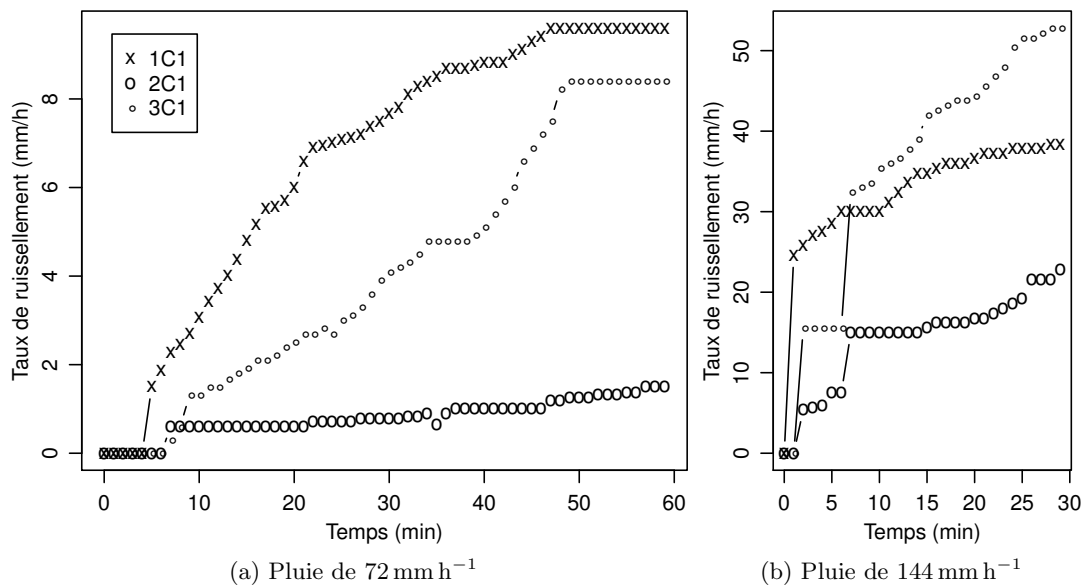 Taux de ruissellement (mm/h)
8
6
4
2
0
x 1C1
o 2C1
○ 3C1
0 10 20 30 40 50 60
Temps (min)
(a) Pluie de 72 mm h⁻¹
Taux de ruissellement (mm/h)
50
40
30
20
10
0
0 5 10 15 20 25 30
Temps (min)
(b) Pluie de 144 mm h⁻¹